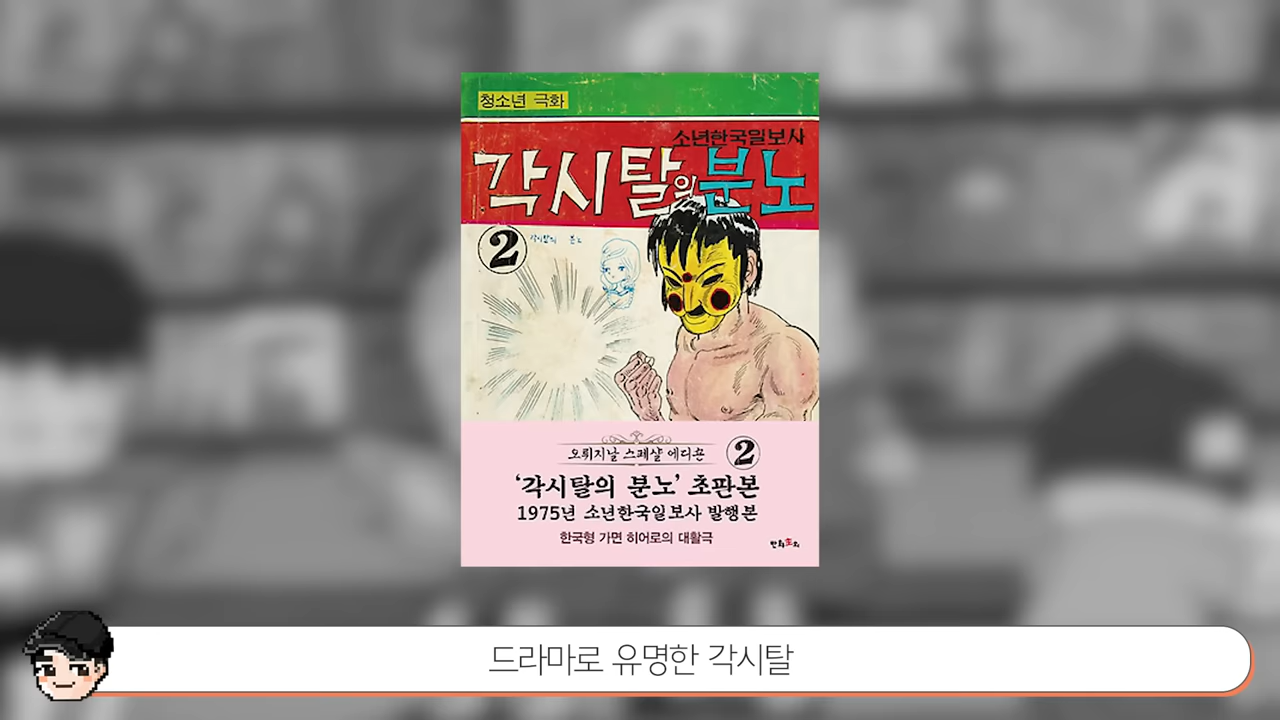 청소년 극화
소년한국일보사
각시탈의 분노
2
각시탈의 분노
오뤼지날 스페샬 에디숀
2
‘각시탈의 분노’ 초판본
1975년 소년한국일보사 발행본
한국형 가면 히어로의 대활극
드라마로 유명한 각시탈